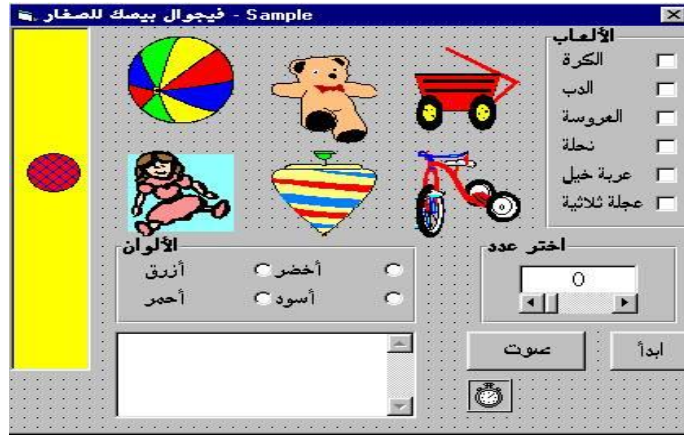 فيجوال بيصك للصغار - Sample
الألعاب
الكرة
الدب
العروسة
نحلة
عربة خيل
عجلة ثلاثية
الألوان
أخضر
أزرق
أسود
أحمر
اختر عدد
0
صوت
ابدأ